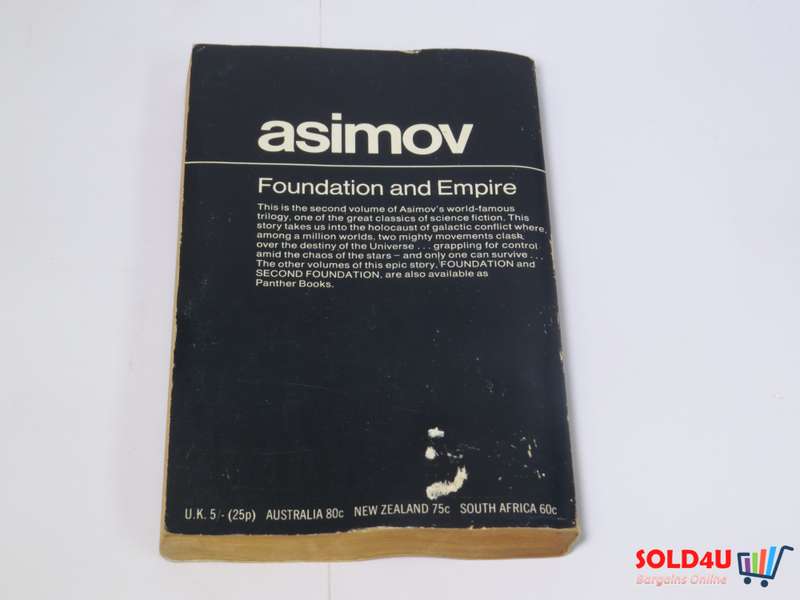 asimov
Foundation and Empire
This is the second volume of Asimov's world-famous
trilogy, one of the great classics of science fiction. This
story takes us into the holocaust of galactic conflict where,
among a million worlds, two mighty movements clash
over the destiny of the Universe . . . grappling for control
amid the chaos of the stars – and only one can survive . . .
The other volumes of this epic story, FOUNDATION and
SECOND FOUNDATION, are also available as
Panther Books.
U.K. 5/- (25p) AUSTRALIA 80c NEW ZEALAND 75c SOUTH AFRICA 60c
SOLD4U
Bargains Online